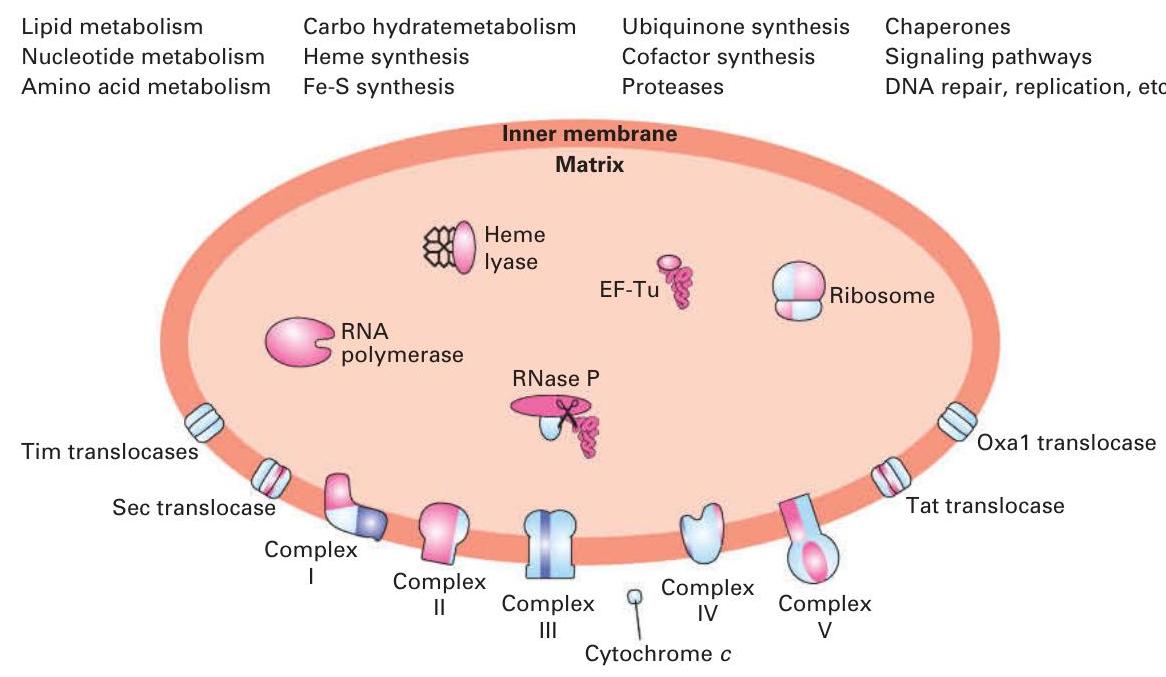 Lipid metabolism
Nucleotide metabolism
Amino acid metabolism
Carbo hydratemetabolism
Heme synthesis
Fe-S synthesis
Ubiquinone synthesis
Cofactor synthesis
Proteases
Chaperones
Signaling pathways
DNA repair, replication, etc
Inner membrane
Matrix
Heme
lyase
EF-Tu
Ribosome
RNA
polymerase
RNase P
Tim translocases
Oxa1 translocase
Sec translocase
Tat translocase
Complex
I
Complex
II
Complex
III
Cytochrome c
Complex
IV
Complex
V